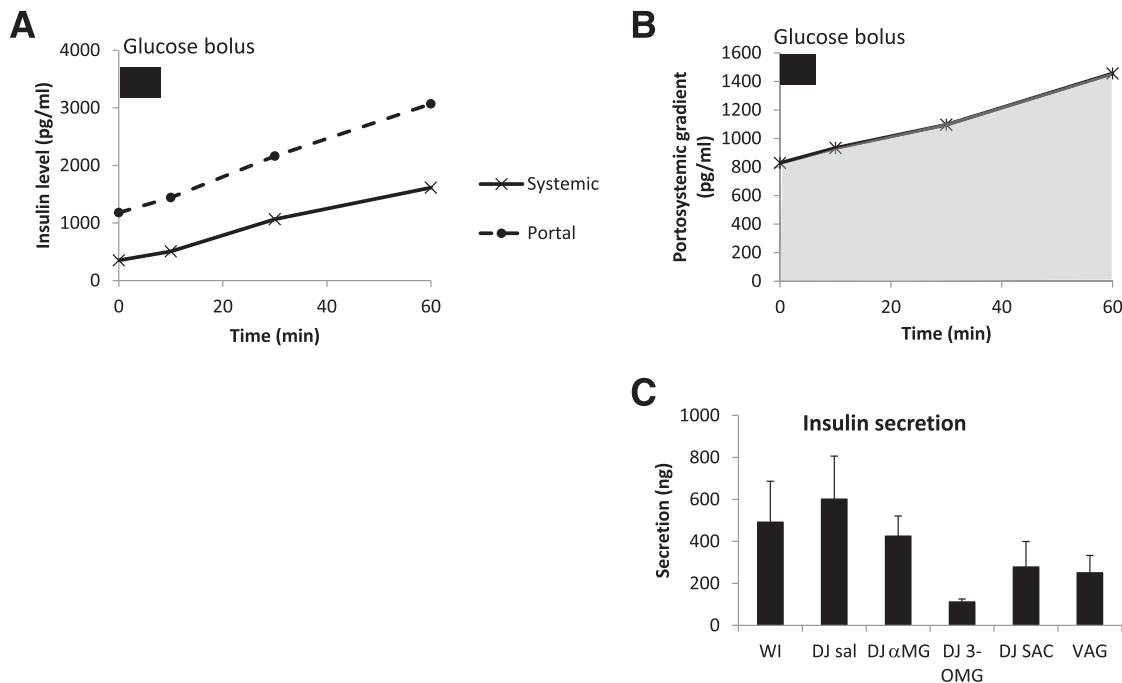 A
Glucose bolus
4000
3000
2000
1000
0
Insulin level (pg/ml)
0 20 40 60
Time (min)
Systemic
Portal
B
Glucose bolus
1600
1400
1200
1000
800
600
400
200
0
Portosystemic gradient
(pg/ml)
0 20 40 60
Time (min)
C
Insulin secretion
1000
800
600
400
200
0
Secretion (ng)
WI DJ sal DJ αMG DJ 3- DJ SAC VAG
OMG